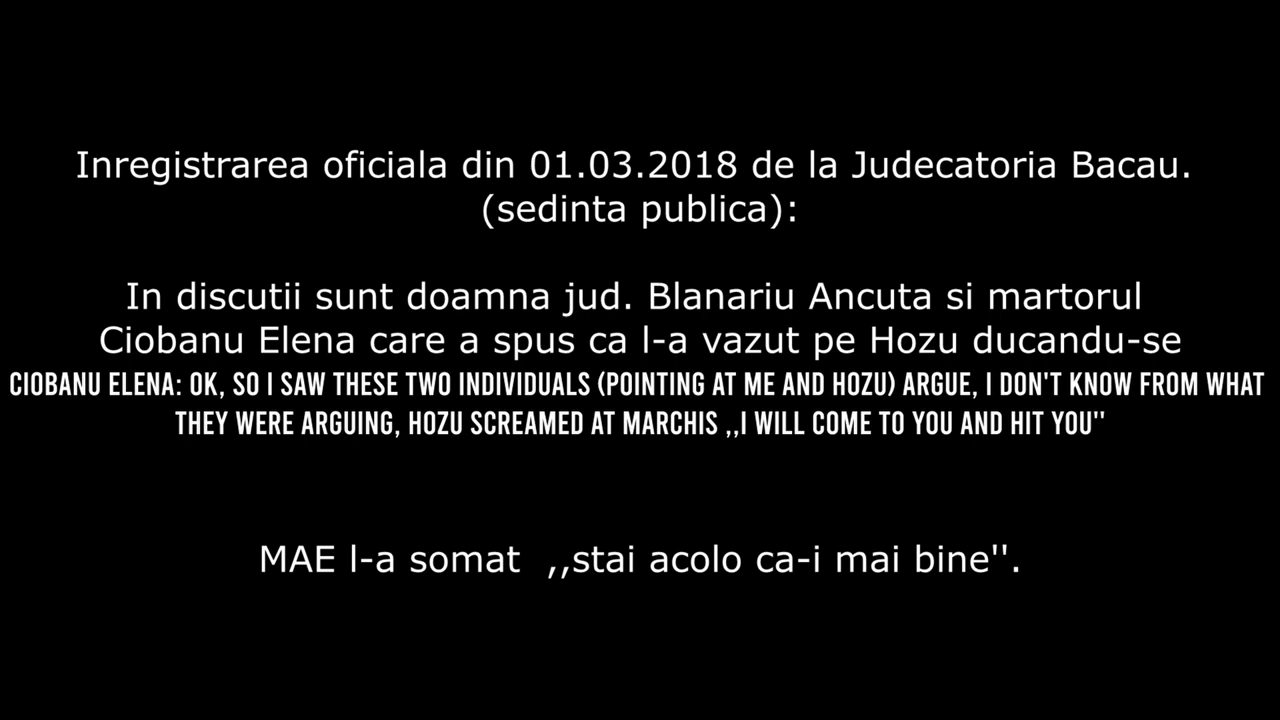 Inregistrarea oficiala din 01.03.2018 de la Judecatoria Bacau.
(sedinta publica):
In discutii sunt doamna jud. Blanariu Ancuta si martorul
Ciobanu Elena care a spus ca l-a vazut pe Hozu ducandu-se
CIOBANU ELENA: OK, SO I SAW THESE TWO INDIVIDUALS (POINTING AT ME AND HOZU) ARGUE, I DON'T KNOW FROM WHAT
THEY WERE ARGUING, HOZU SCREAMED AT MARCHIS ,,I WILL COME TO YOU AND HIT YOU''
MAE l-a somat  ,,stai acolo ca-i mai bine''.